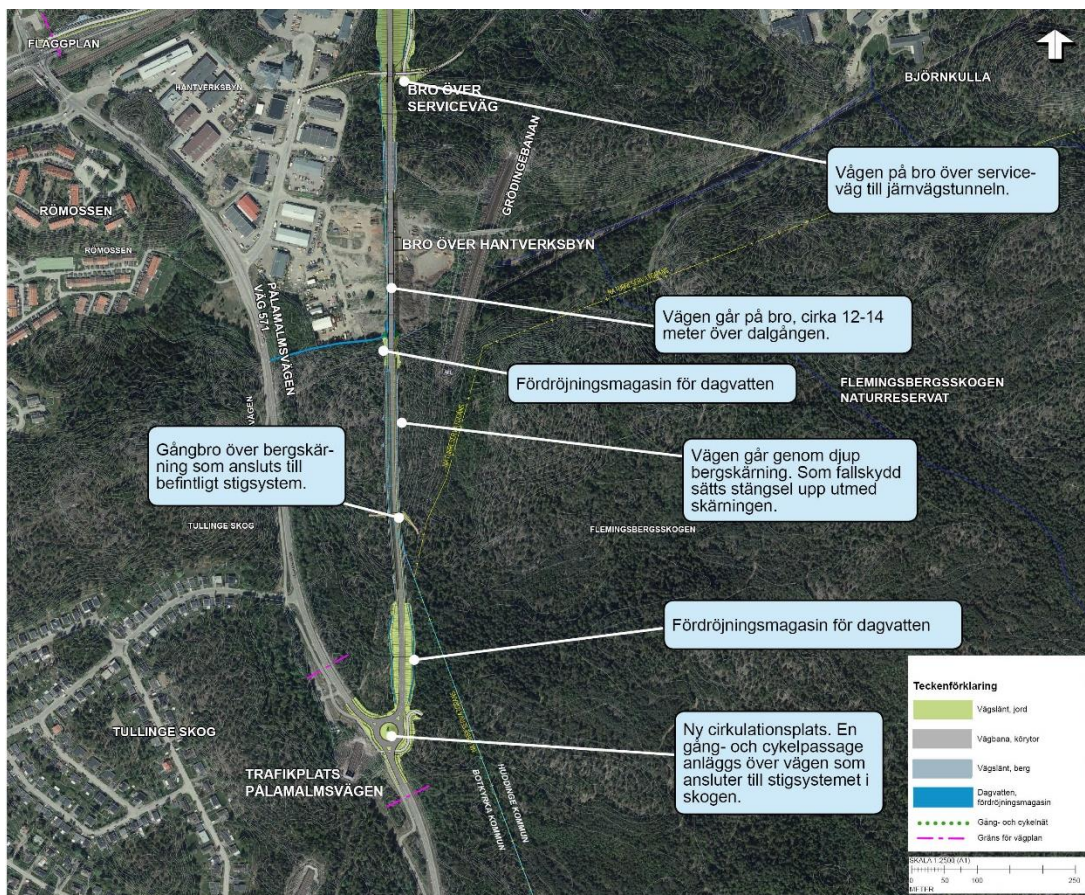 FLAGGPLAN
HANTVERKSBYN
BRO ÖVER
SERVICEVÄG
BJÖRNKULLA
GRÖDINGEBANAN
Vågen på bro över service-
väg till järnvägstunneln.
RÖMOSSEN
RÖMOSSEN
BRO ÖVER HANTVERKSBYN
PÅLAMALMSVÄGEN
VÄG 571
Vägen går på bro, cirka 12-14
meter över dalgången.
Fördröjningsmagasin för dagvatten
FLEMINGSBERGSSKOGEN
NATURRESERVAT
Gångbro över bergskär-
ning som ansluts till
befintligt stigsystem.
Vägen går genom djup
bergskärning. Som fallskydd
sätts stängsel upp utmed
skärningen.
TULLINGE SKOG
FLEMINGSBERGSSKOGEN
Fördröjningsmagasin för dagvatten
TULLINGE SKOG
TRAFIKPLATS
PÅLAMALMSVÄGEN
Ny cirkulationsplats. En
gång- och cykelpassage
anläggs över vägen som
ansluter till stigsystemet i
skogen.
HUDDINGE KOMMUN
BOTKYRKA KOMMUN
Teckenförklaring
Vägslänt, jord
Vägbana, körytor
Vägslänt, berg
Dagvatten,
fördröjningsmagasin
Gång- och cykelnät
Gräns för vägplan
SKALA 1:2500 (A1)
0 50 100 250
METER